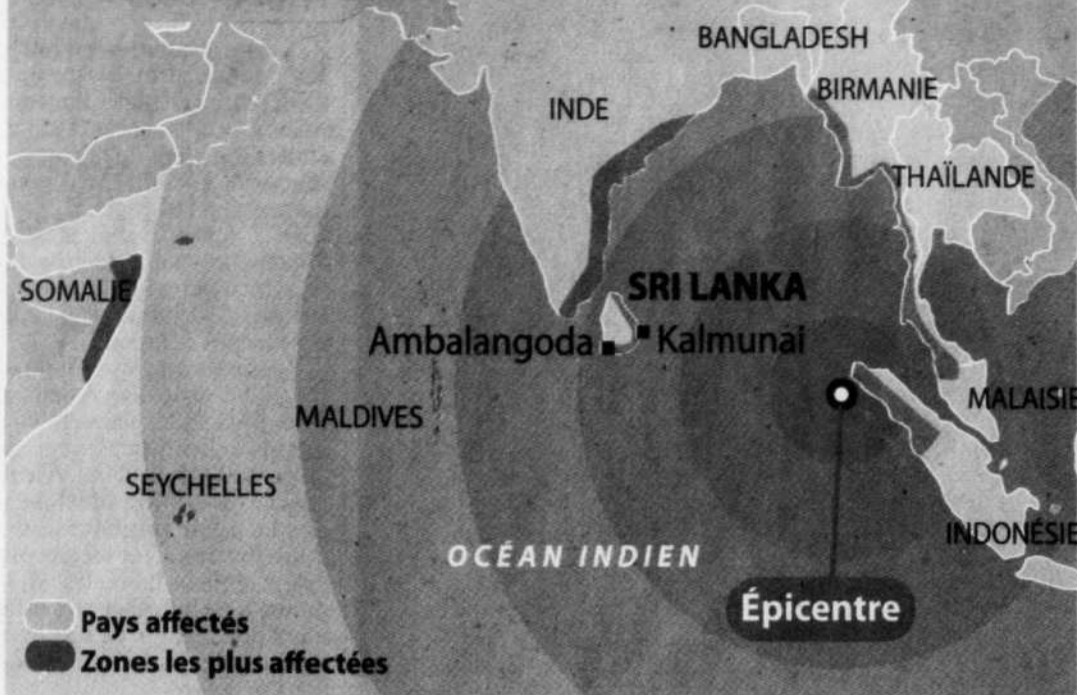 BANGLADESH
INDE
BIRMANIE
THAÏLANDE
SOMALIE
SRI LANKA
Ambalangoda
Kalmunai
MALDIVES
MALAISIE
SEYCHELLES
INDONÉSIE
OCÉAN INDIEN
Épicentre
Pays affectés
Zones les plus affectées